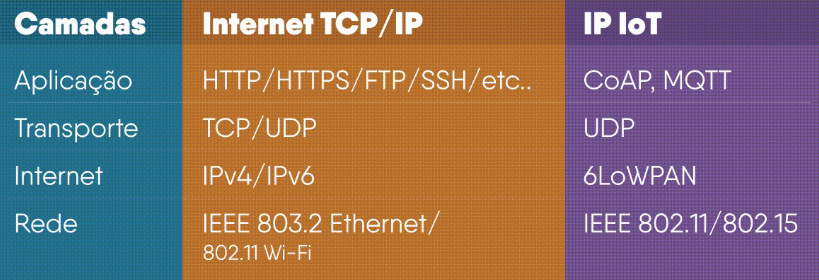 Camadas Internet TCP/IP IP IoT
Aplicação HTTP/HTTPS/FTP/SSH/etc.. CoAP, MQTT
Transporte TCP/UDP UDP
Internet IPv4/IPv6 6LoWPAN
Rede IEEE 803.2 Ethernet/ IEEE 802.11/802.15
802.11 Wi-Fi